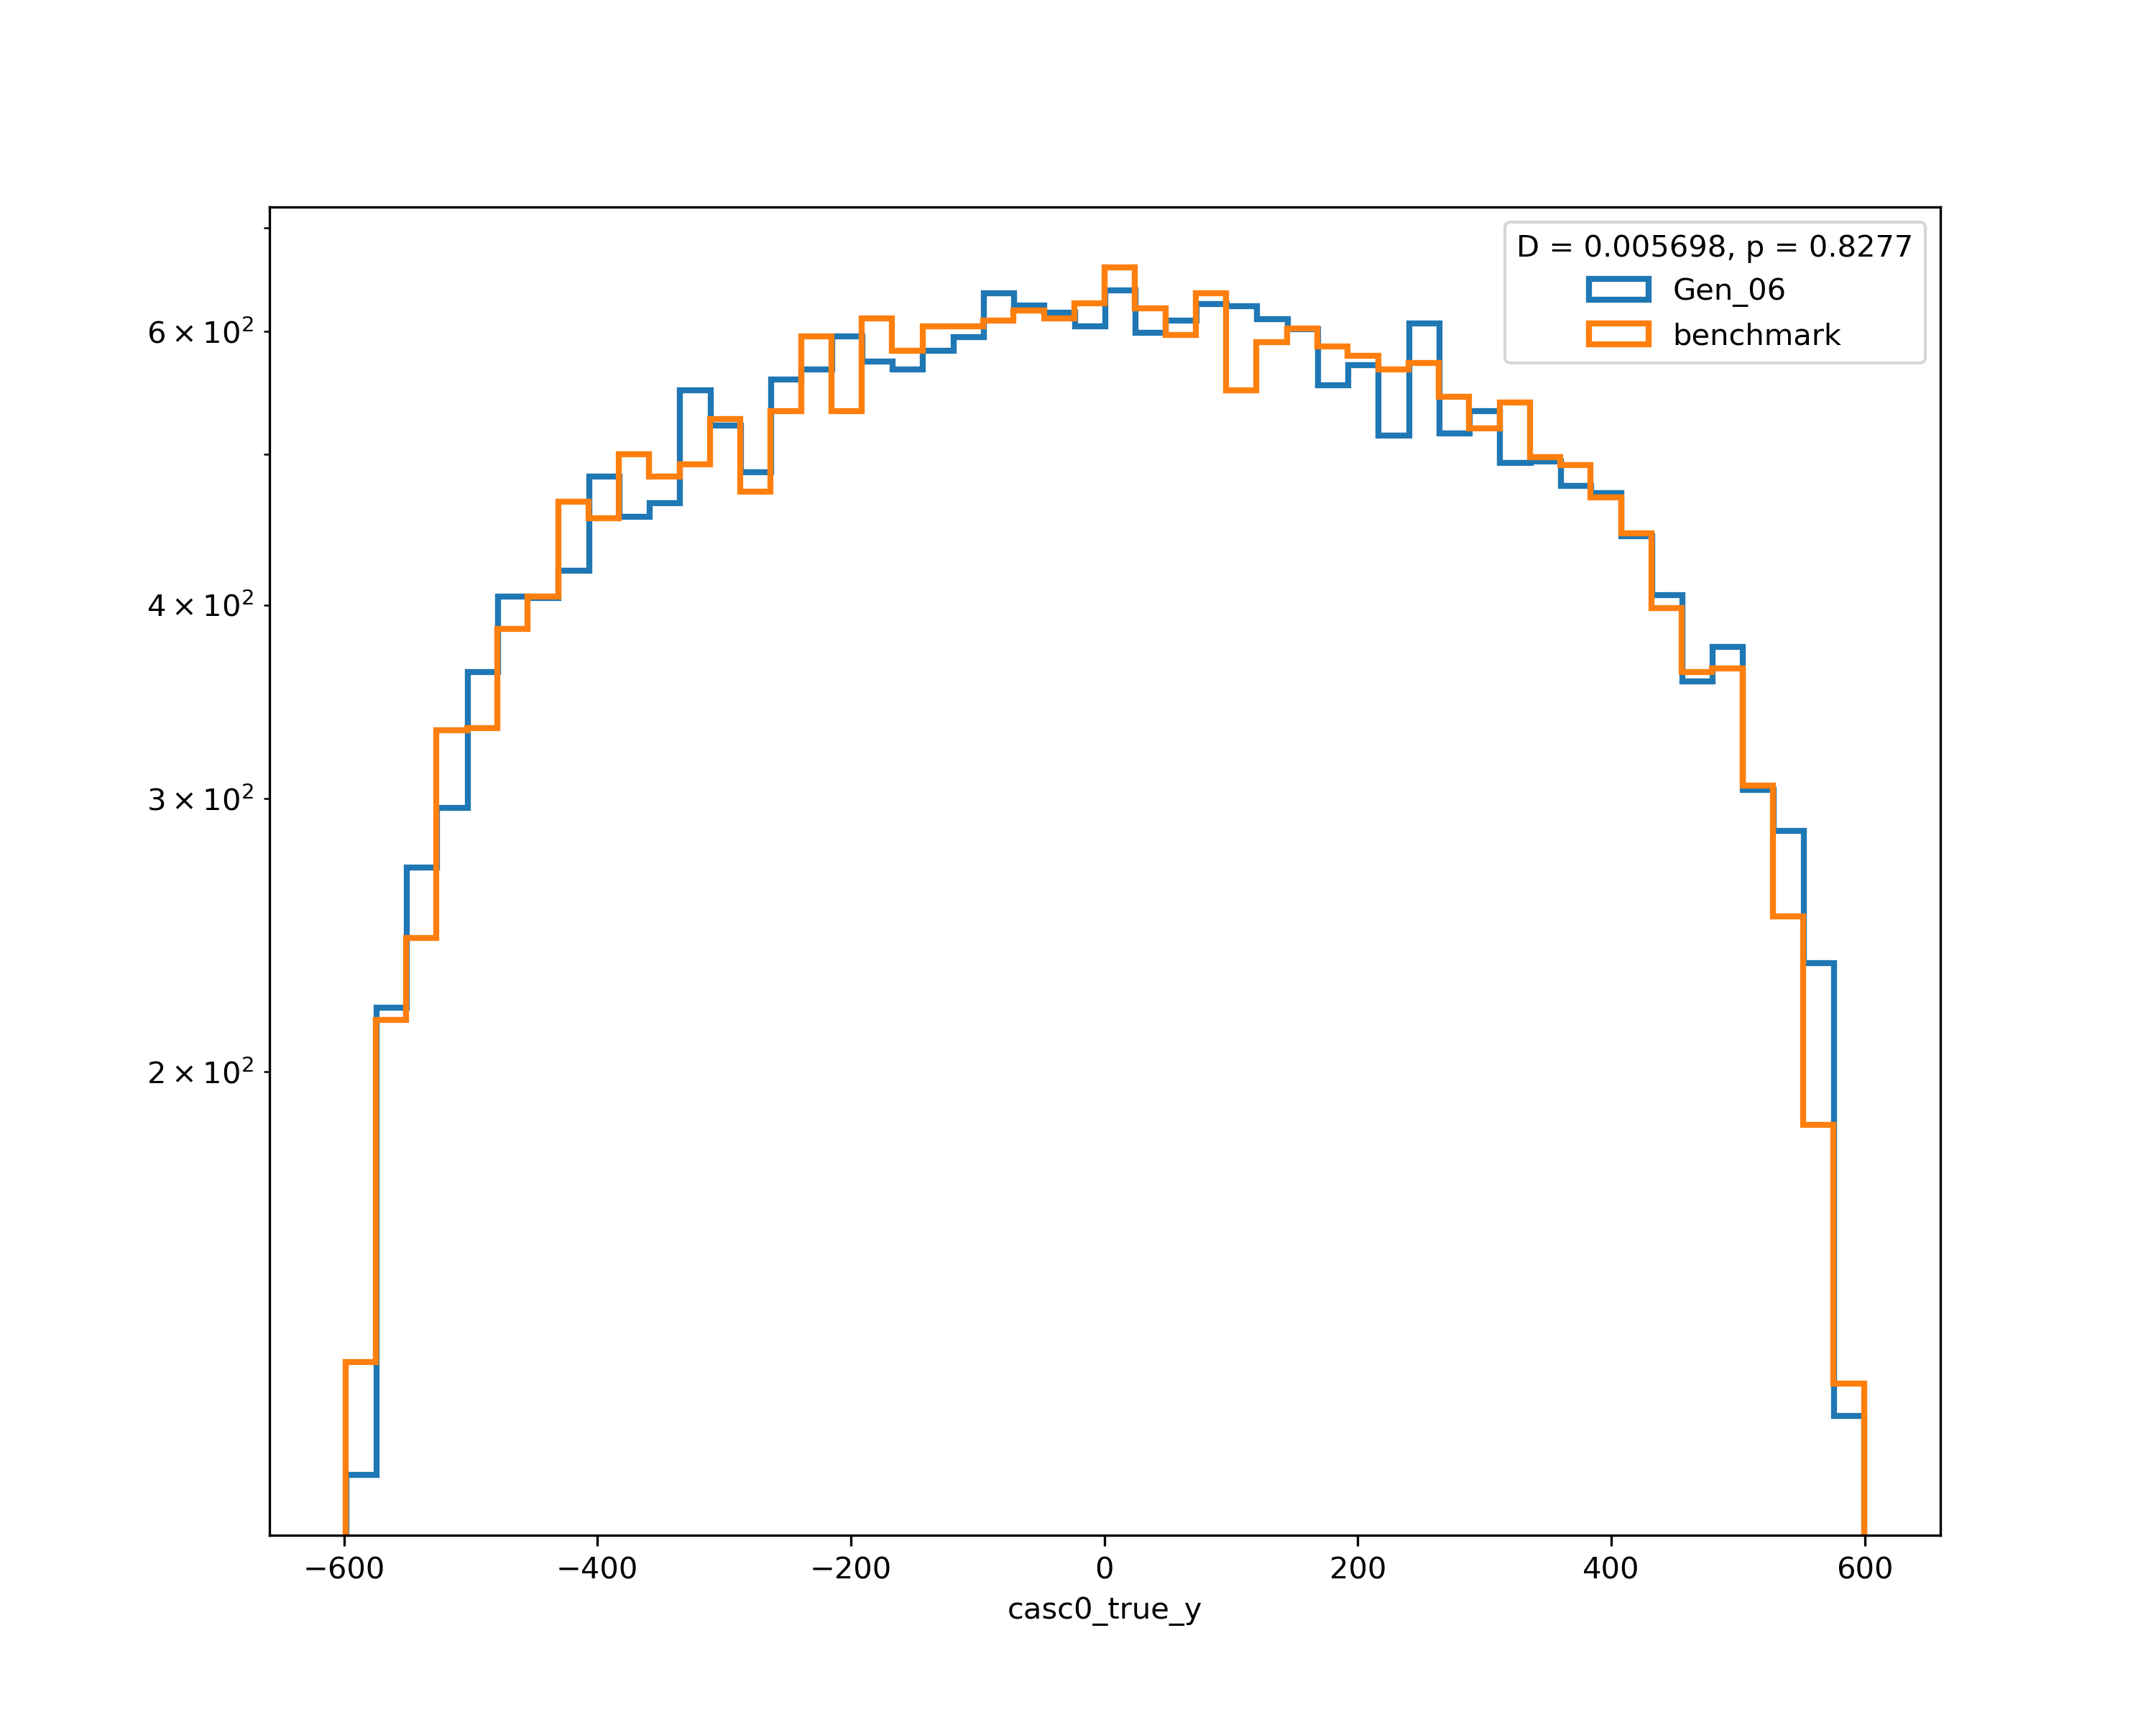 D = 0.005698, p = 0.8277
Gen_06
benchmark
6 × 10²
4 × 10²
3 × 10²
2 × 10²
−600 −400 −200 0 200 400 600
casc0_true_y